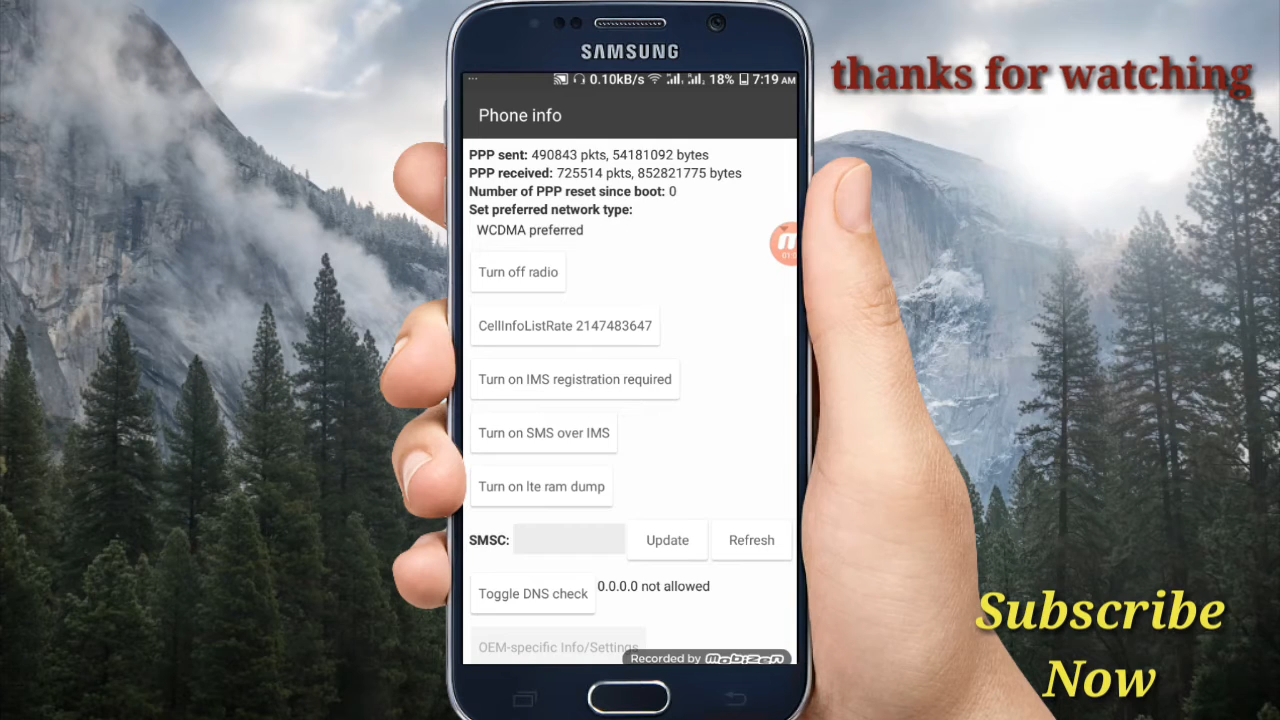 SAMSUNG
... 0.10kB/s 18% 7:19 AM
Phone info
PPP sent: 490843 pkts, 54181092 bytes
PPP received: 725514 pkts, 852821775 bytes
Number of PPP reset since boot: 0
Set preferred network type:
WCDMA preferred
Turn off radio
CellInfoListRate 2147483647
Turn on IMS registration required
Turn on SMS over IMS
Turn on lte ram dump
SMSC: Update Refresh
Toggle DNS check 0.0.0.0 not allowed
OEM-specific Info/Settings
Recorded by MOBIZEN
thanks for watching
Subscribe
Now